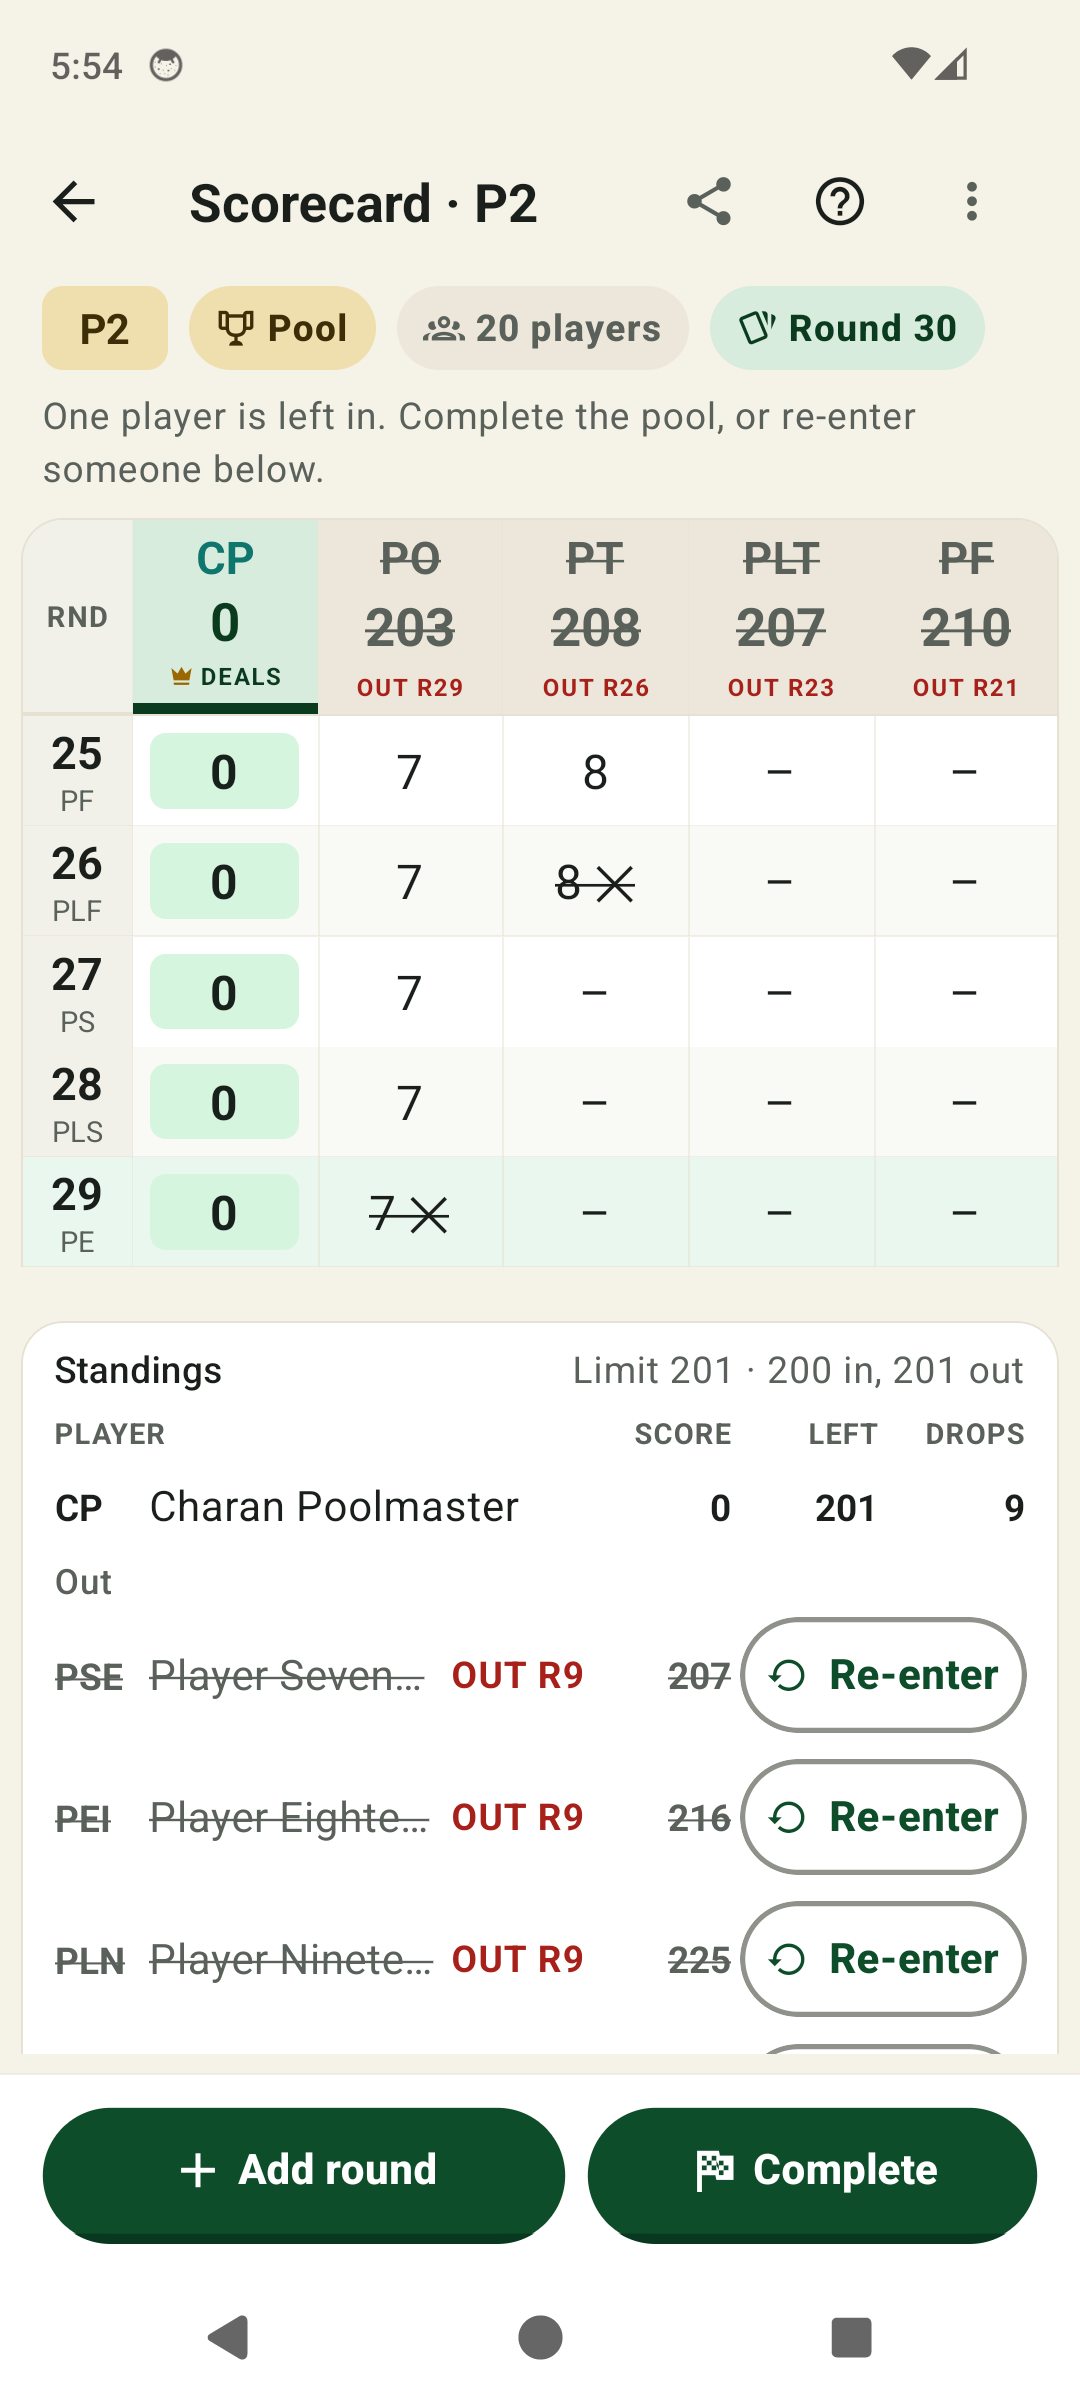 5:54
Scorecard · P2
P2 Pool 20 players Round 30
One player is left in. Complete the pool, or re-enter
someone below.
RND CP PO PT PLT PF
0 203 208 207 210
DEALS OUT R29 OUT R26 OUT R23 OUT R21
25 0 7 8 – –
PF
26 0 7 8 × – –
PLF
27 0 7 – – –
PS
28 0 7 – – –
PLS
29 0 7 × – – –
PE
Standings Limit 201 · 200 in, 201 out
PLAYER SCORE LEFT DROPS
CP Charan Poolmaster 0 201 9
Out
PSE Player Seven… OUT R9 207 Re-enter
PEI Player Eighte… OUT R9 216 Re-enter
PLN Player Ninete… OUT R9 225 Re-enter
+ Add round Complete